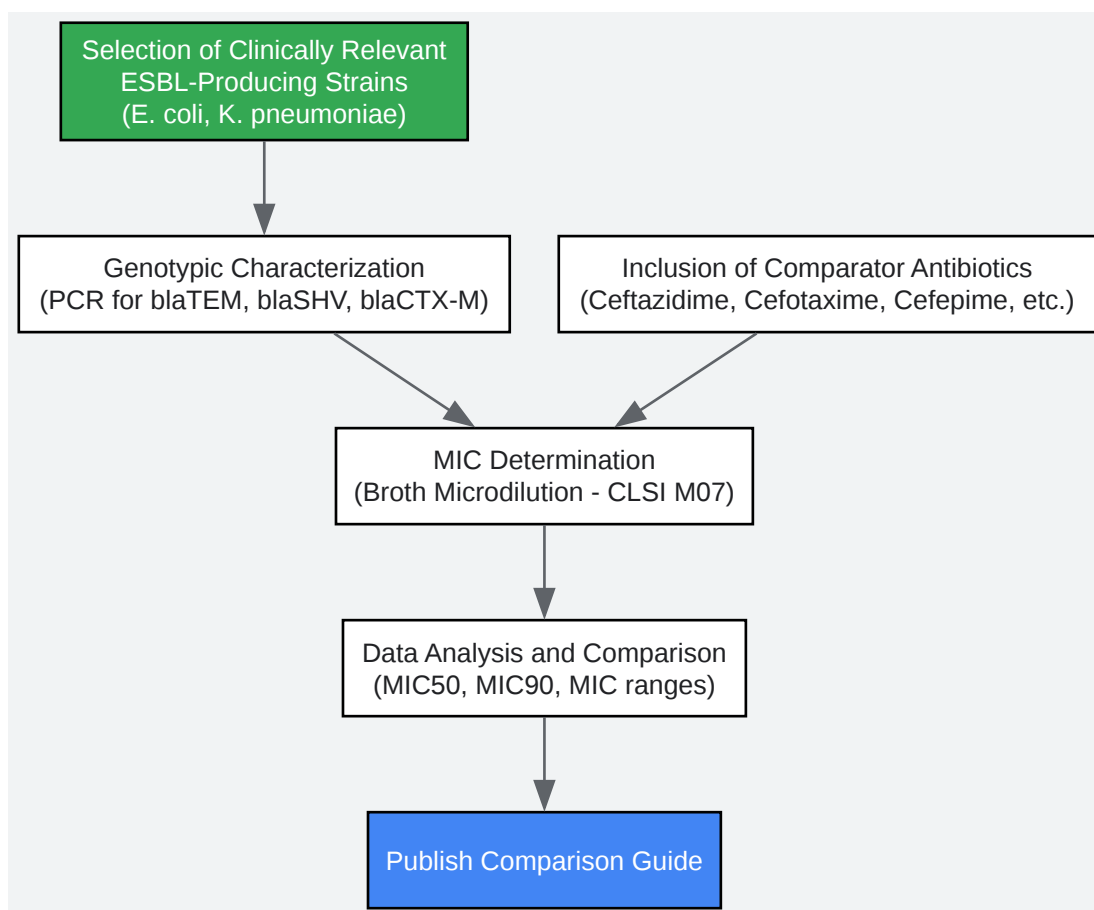 Selection of Clinically Relevant
ESBL-Producing Strains
(E. coli, K. pneumoniae)
Genotypic Characterization
(PCR for blaTEM, blaSHV, blaCTX-M)
Inclusion of Comparator Antibiotics
(Ceftazidime, Cefotaxime, Cefepime, etc.)
MIC Determination
(Broth Microdilution - CLSI M07)
Data Analysis and Comparison
(MIC50, MIC90, MIC ranges)
Publish Comparison Guide